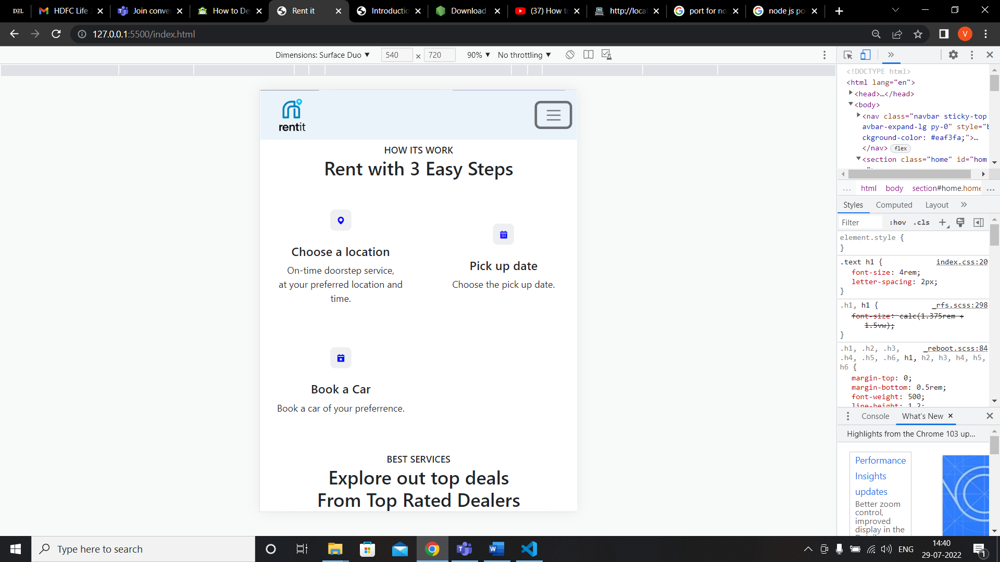 D2L HDFC Life Join conve How to De Rent it Introductio Download (37) How t http://local port for no node js po
127.0.0.1:5500/index.html V
Dimensions: Surface Duo ▼ 540 × 720 90% ▼ No throttling ▼
rentit
HOW ITS WORK
Rent with 3 Easy Steps
Choose a location
On-time doorstep service,
at your preferred location and
time.
Pick up date
Choose the pick up date.
Book a Car
Book a car of your preferrence.
BEST SERVICES
Explore out top deals
From Top Rated Dealers
<!DOCTYPE html>
<html lang="en">
<head>…</head>
<body>
<nav class="navbar sticky-top
avbar-expand-lg py-0" style="b
ckground-color: #eaf3fa;">…
</nav> flex
<section class="home" id="hom
… html body section#home.home …
Styles Computed Layout »
Filter :hov .cls +
element.style {
}
.text h1 { index.css:20
font-size: 4rem;
letter-spacing: 2px;
}
.h1, h1 { _rfs.scss:298
font-size: calc(1.375rem +
1.5vw);
}
.h1, .h2, .h3, _reboot.scss:84
.h4, .h5, .h6, h1, h2, h3, h4, h5,
h6 {
margin-top: 0;
margin-bottom: 0.5rem;
font-weight: 500;
line-height: 1.2;
Console What's New ×
Highlights from the Chrome 103 up...
Performance
Insights
updates
Better zoom
control,
improved
display in the
Type here to search
ENG
14:40
29-07-2022
1